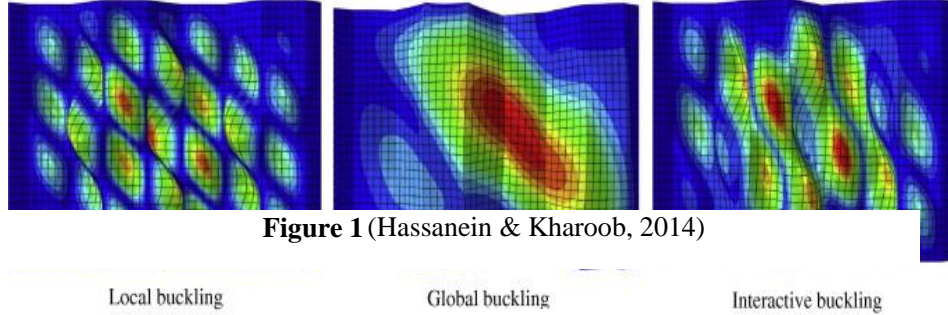 Figure 1 (Hassanein & Kharoob, 2014)
Local buckling
Global buckling
Interactive buckling